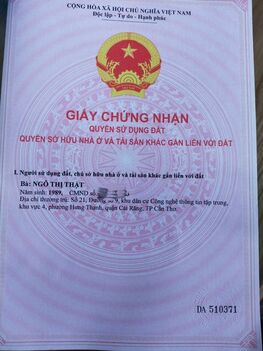 CỘNG HÒA XÃ HỘI CHỦ NGHĨA VIỆT NAM
Độc lập - Tự do - Hạnh phúc
GIẤY CHỨNG NHẬN
QUYỀN SỬ DỤNG ĐẤT
QUYỀN SỞ HỮU NHÀ Ở VÀ TÀI SẢN KHÁC GẮN LIỀN VỚI ĐẤT
I. Người sử dụng đất, chủ sở hữu nhà ở và tài sản khác gắn liền với đất
Bà: NGÔ THỊ THẬT
Năm sinh: 1989, CMND số:
Địa chỉ thường trú: Số 21, Đường số 9, khu dân cư Công nghệ thông tin tập trung,
khu vực 4, phường Hưng Thạnh, quận Cái Răng, TP Cần Thơ.
DA 510371